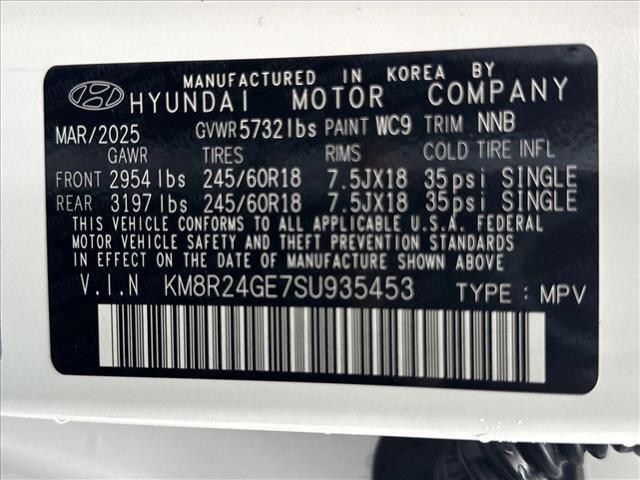 MANUFACTURED IN KOREA BY
HYUNDAI MOTOR COMPANY
MAR/2025 GVWR 5732lbs PAINT WC9 TRIM NNB
GAWR TIRES RIMS COLD TIRE INFL
FRONT 2954 lbs 245/60R18 7.5JX18 35psi SINGLE
REAR 3197 lbs 245/60R18 7.5JX18 35psi SINGLE
THIS VEHICLE CONFORMS TO ALL APPLICABLE U.S.A. FEDERAL
MOTOR VEHICLE SAFETY AND THEFT PREVENTION STANDARDS
IN EFFECT ON THE DATE OF MANUFACTURE SHOWN ABOVE.
V.I.N KM8R24GE7SU935453 TYPE : MPV